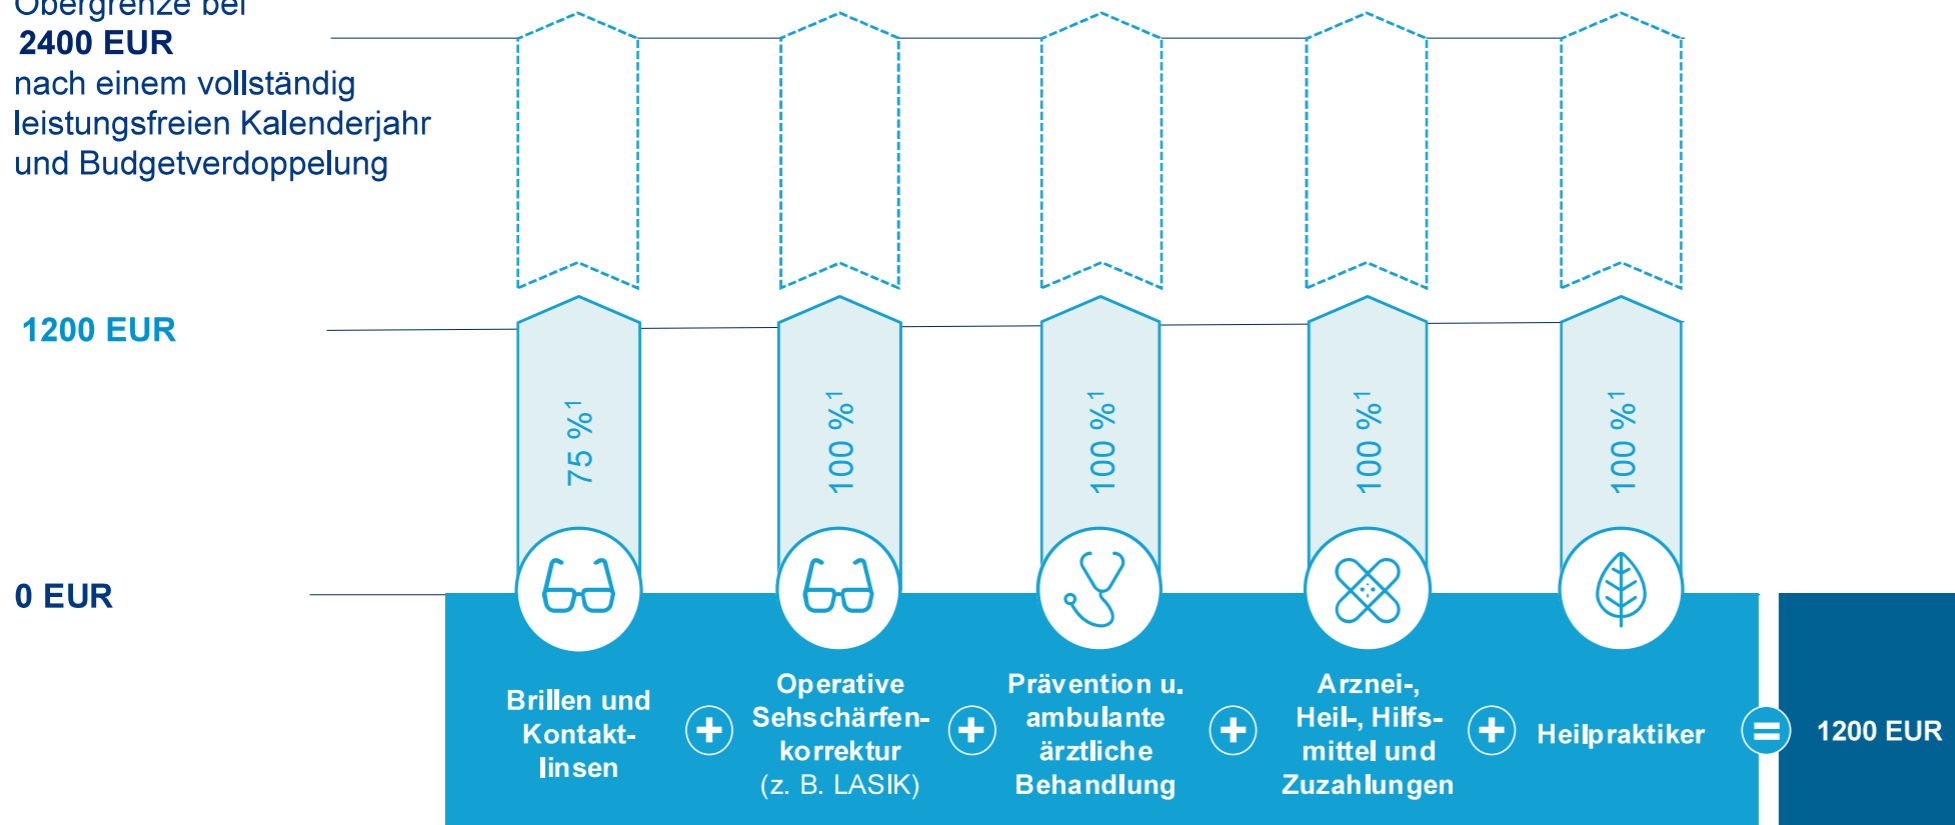 Obergrenze bei
2400 EUR
nach einem vollständig
leistungsfreien Kalenderjahr
und Budgetverdoppelung
1200 EUR
75 %¹
100 %¹
100 %¹
100 %¹
100 %¹
0 EUR
Brillen und
Kontakt-
linsen
+
Operative
Sehschärfen-
korrektur
(z. B. LASIK)
+
Prävention u.
ambulante
ärztliche
Behandlung
+
Arznei-,
Heil-, Hilfs-
mittel und
Zuzahlungen
+
Heilpraktiker
=
1200 EUR